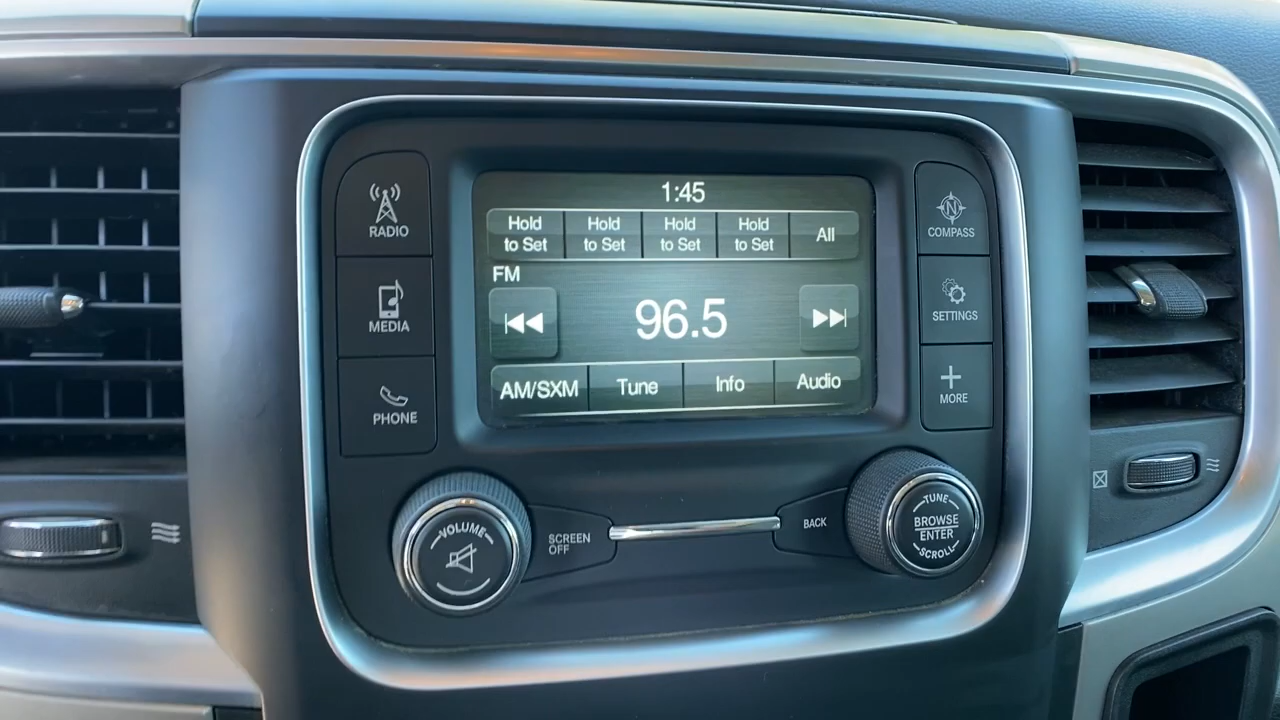 1:45
Hold
to Set
Hold
to Set
Hold
to Set
Hold
to Set
All
FM
96.5
AM/SXM
Tune
Info
Audio
RADIO
MEDIA
PHONE
N
COMPASS
SETTINGS
MORE
VOLUME
SCREEN
OFF
BACK
TUNE
BROWSE
ENTER
SCROLL